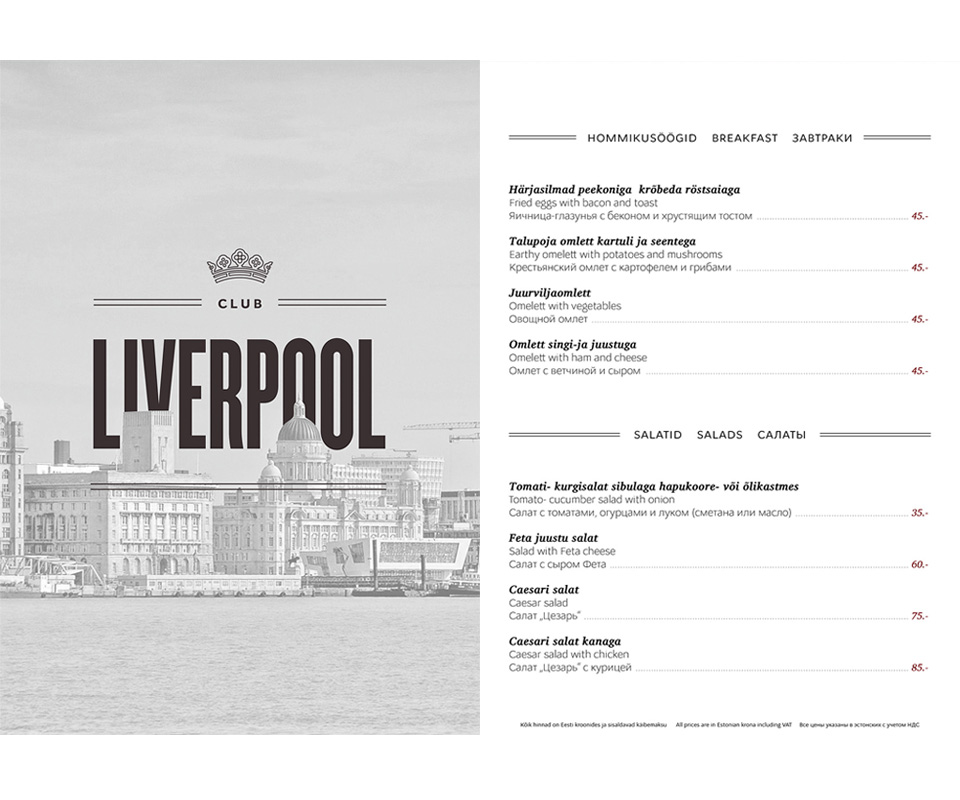 CLUB
LIVERPOOL
HOMMIKUSÖÖGID BREAKFAST ЗАВТРАКИ
Härjasilmad peekoniga kröbeda röstsaiaga
Fried eggs with bacon and toast
Яичница-глазунья с беконом и хрустящим тостом 45.-
Talupoja omlett kartuli ja seentega
Earthy omelett with potatoes and mushrooms
Крестьянский омлет с картофелем и грибами 45.-
Juurviljaomlett
Omelett with vegetables
Овощной омлет 45.-
Omlett singi-ja juustuga
Omelett with ham and cheese
Омлет с ветчиной и сыром 45.-
SALATID SALADS САЛАТЫ
Tomati- kurgisalat sibulaga hapukoore- või õlikastmes
Tomato- cucumber salad with onion
Салат с томатами, огурцами и луком (сметана или масло) 35.-
Feta juustu salat
Salad with Feta cheese
Салат с сыром Фета 60.-
Caesari salat
Caesar salad
Салат „Цезарь“ 75.-
Caesari salat kanaga
Caesar salad with chicken
Салат „Цезарь“ с курицей 85.-
Kõik hinnad on Eesti kroonides ja sisaldavad käibemaksu All prices are in Estonian krona including VAT Все цены указаны в эстонских с учетом НДС